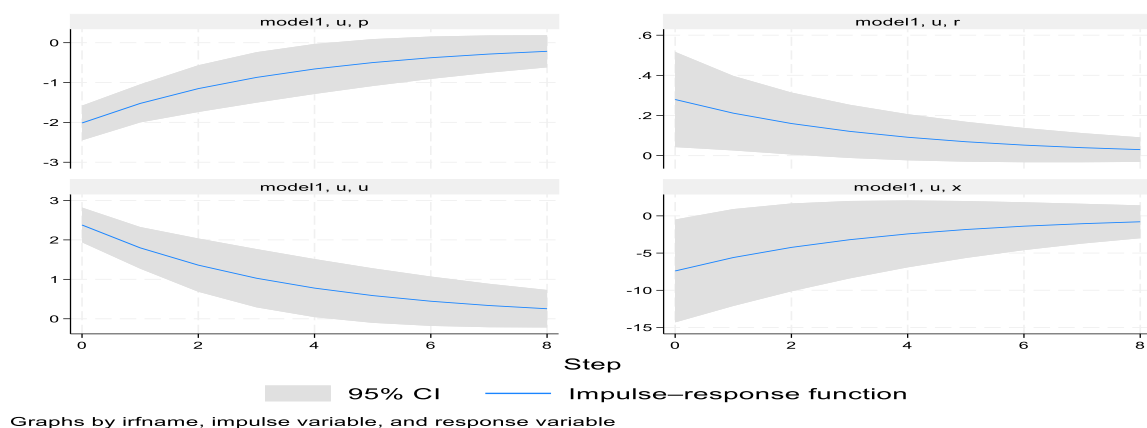 model1, u, p
0
-1
-2
-3
model1, u, r
.6
.4
.2
0
model1, u, u
3
2
1
0
0 2 4 6 8
model1, u, x
0
-5
-10
-15
0 2 4 6 8
Step
95% CI Impulse–response function
Graphs by irfname, impulse variable, and response variable